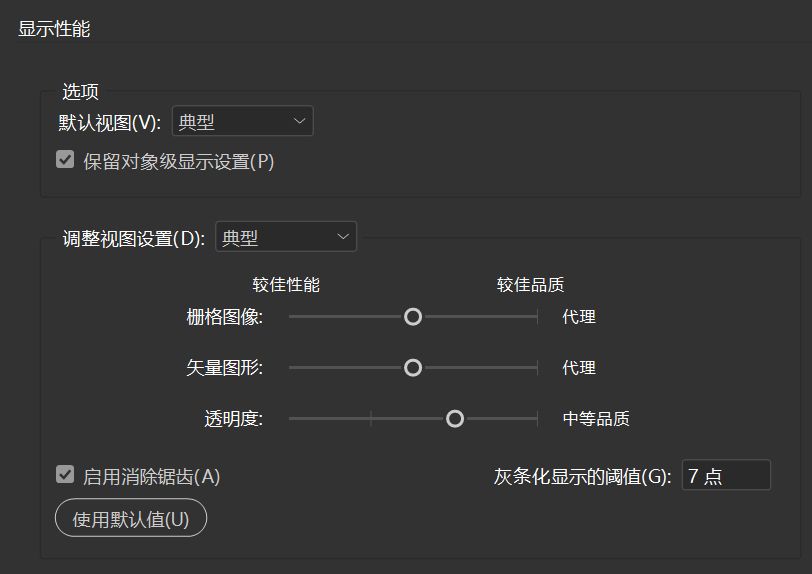 显示性能
选项
默认视图(V): 典型
保留对象级显示设置(P)
调整视图设置(D): 典型
较佳性能 较佳品质
栅格图像: 代理
矢量图形: 代理
透明度: 中等品质
启用消除锯齿(A) 灰条化显示的阈值(G): 7 点
使用默认值(U)